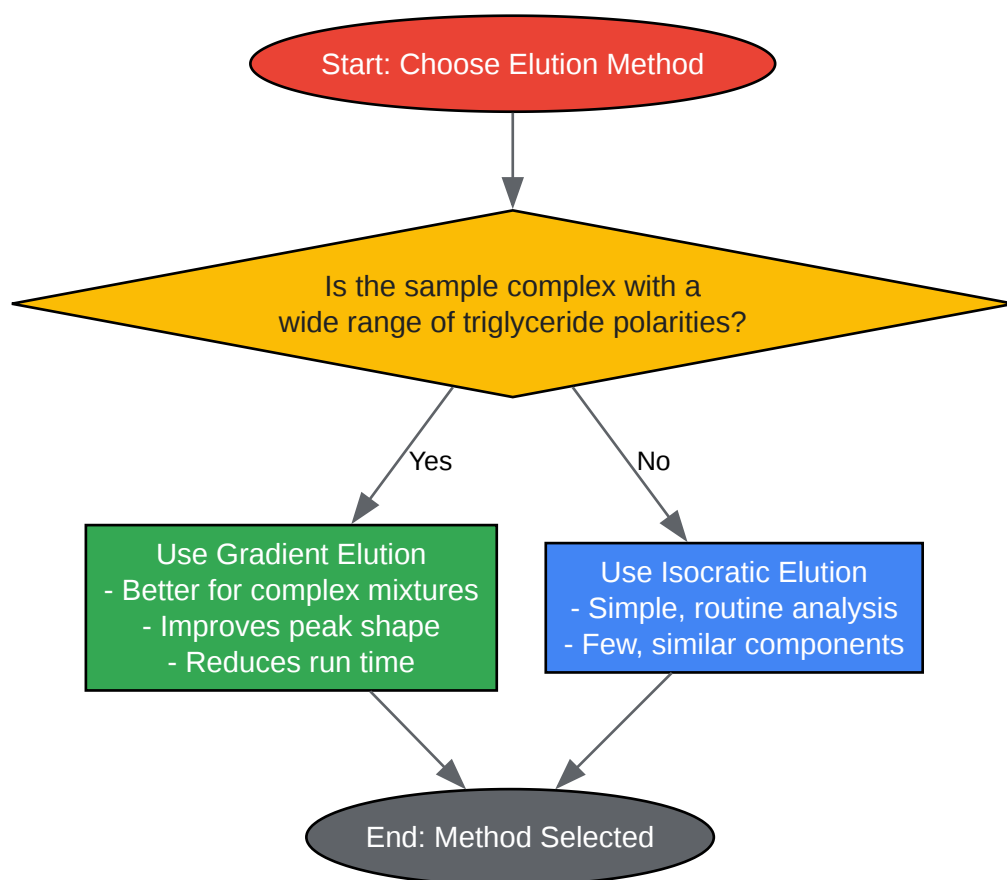 Start: Choose Elution Method
Is the sample complex with a
wide range of triglyceride polarities?
Yes
No
Use Gradient Elution
- Better for complex mixtures
- Improves peak shape
- Reduces run time
Use Isocratic Elution
- Simple, routine analysis
- Few, similar components
End: Method Selected